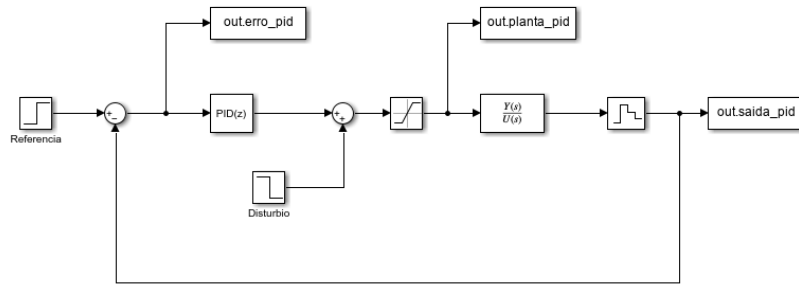 out.erro_pid
out.planta_pid
Referencia
+
−
PID(z)
+
+
Y(s)
U(s)
out.saida_pid
Disturbio